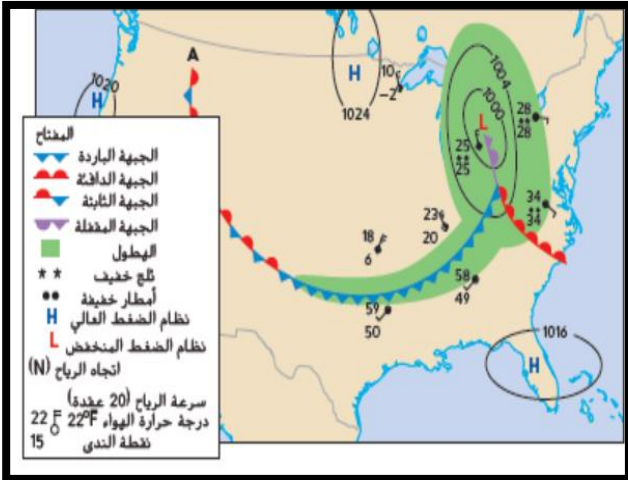 A
1020
H
H
1024
10
-2
1004
1000
L
25
**
25
28
**
28
34
34
23
20
18
6
58
49
59
50
1016
H
المفتاح
الجبهة الباردة
الجبهة الدافئة
الجبهة الثابتة
الجبهة المقفلة
الهطول
* * ثلج خفيف
•• أمطار خفيفة
H نظام الضغط العالي
L نظام الضغط المنخفض
اتجاه الرياح (N)
سرعة الرياح (20 عقدة)
22 درجة حرارة الهواء 22°F
15 نقطة الندى